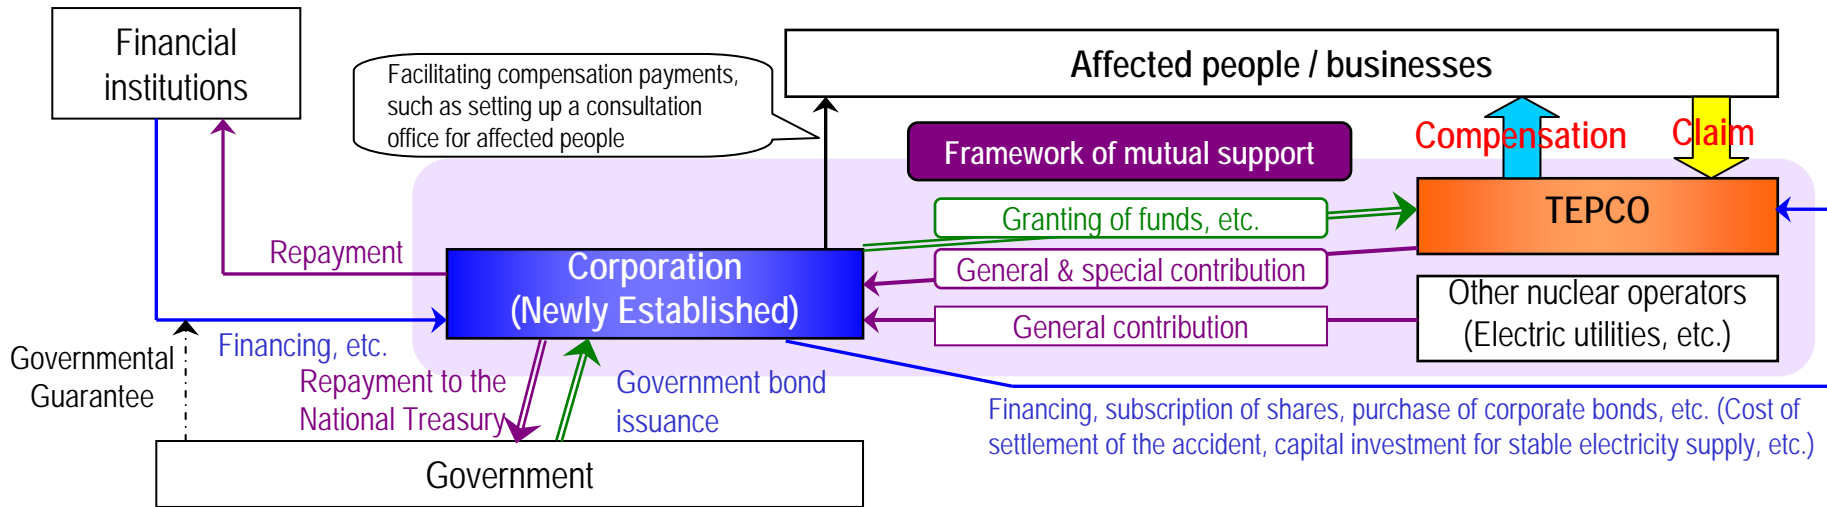 Financial
institutions
Facilitating compensation payments,
such as setting up a consultation
office for affected people
Affected people / businesses
Compensation
Claim
Framework of mutual support
TEPCO
Granting of funds, etc.
Repayment
Corporation
(Newly Established)
General & special contribution
General contribution
Other nuclear operators
(Electric utilities, etc.)
Governmental
Guarantee
Financing, etc.
Repayment to the
National Treasury
Government bond
issuance
Financing, subscription of shares, purchase of corporate bonds, etc. (Cost of
settlement of the accident, capital investment for stable electricity supply, etc.)
Government